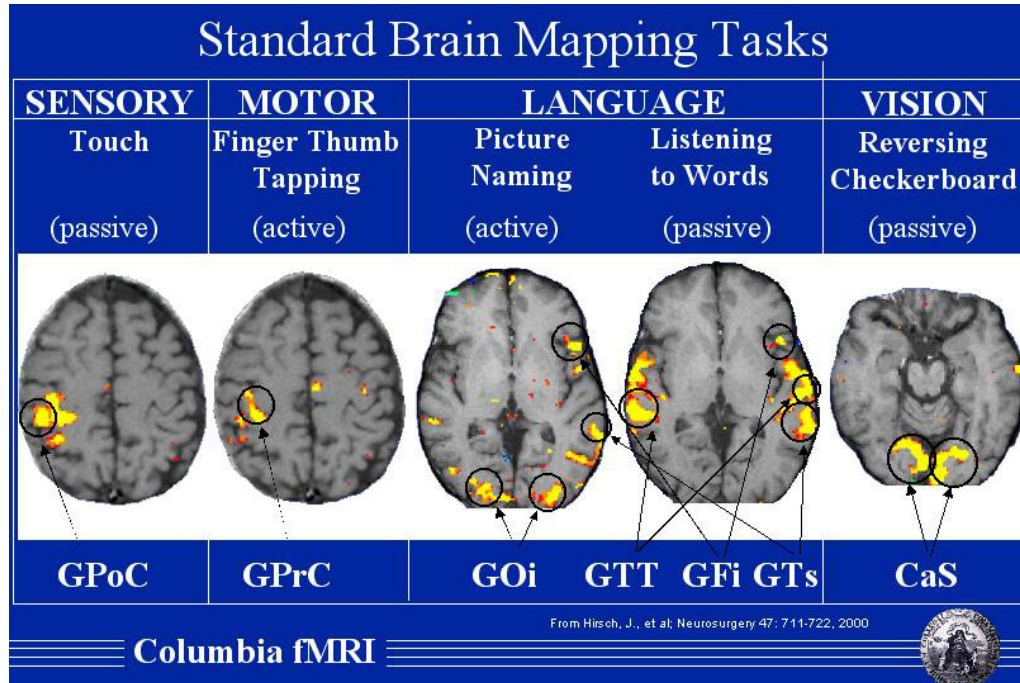 Standard Brain Mapping Tasks
SENSORY
MOTOR
LANGUAGE
VISION
Touch
(passive)
Finger Thumb
Tapping
(active)
Picture
Naming
(active)
Listening
to Words
(passive)
Reversing
Checkerboard
(passive)
GPoC
GPrC
GOi
GTT
GFi
GTs
CaS
From Hirsch, J., et al; Neurosurgery 47: 711-722, 2000
Columbia fMRI